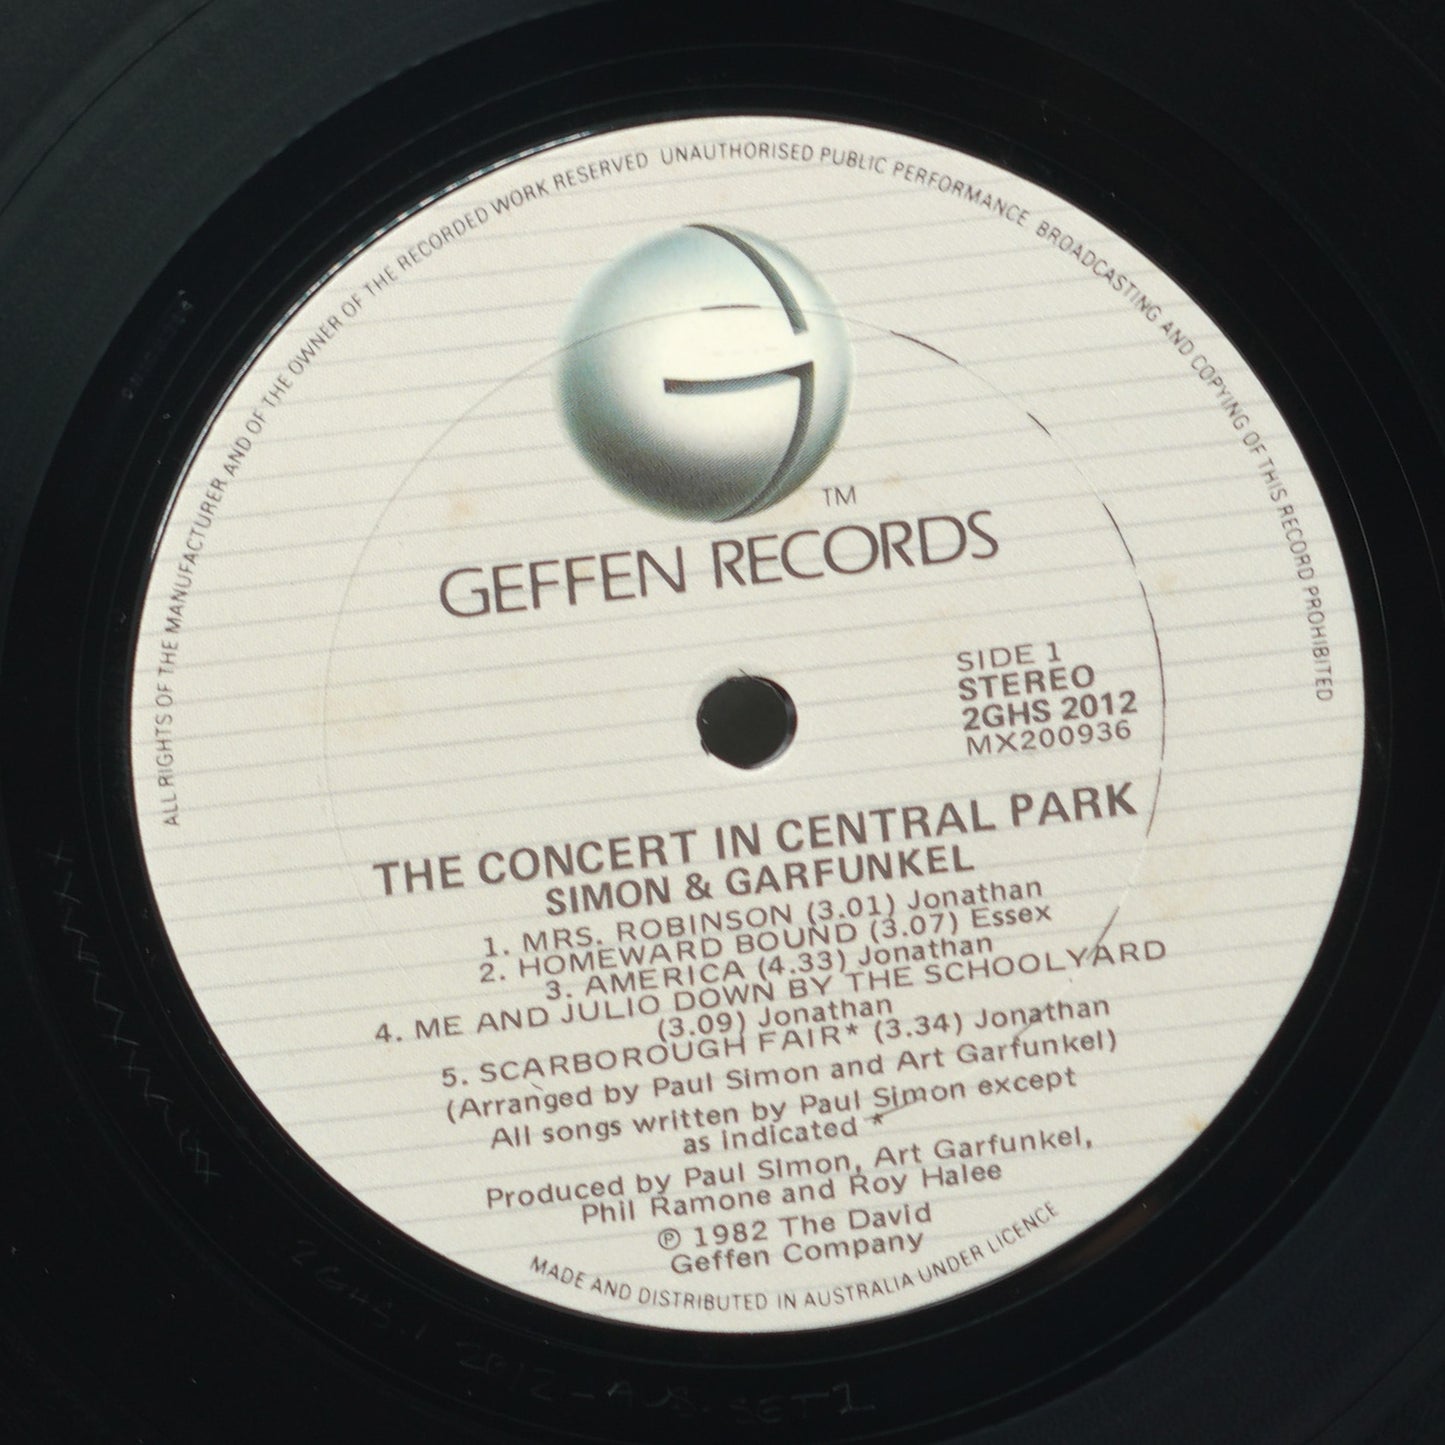 ALL RIGHTS OF THE MANUFACTURER AND OF THE OWNER OF THE RECORDED WORK RESERVED UNAUTHORISED PUBLIC PERFORMANCE BROADCASTING AND COPYING OF THIS RECORD PROHIBITED
TM
GEFFEN RECORDS
SIDE 1
STEREO
2GHS 2012
MX200936
THE CONCERT IN CENTRAL PARK
SIMON & GARFUNKEL
1. MRS. ROBINSON (3.01) Jonathan
2. HOMEWARD BOUND (3.07) Essex
3. AMERICA (4.33) Jonathan
4. ME AND JULIO DOWN BY THE SCHOOLYARD
(3.09) Jonathan
5. SCARBOROUGH FAIR* (3.34) Jonathan
(Arranged by Paul Simon and Art Garfunkel)
All songs written by Paul Simon except
as indicated *
Produced by Paul Simon, Art Garfunkel,
Phil Ramone and Roy Halee
℗ 1982 The David
Geffen Company
MADE AND DISTRIBUTED IN AUSTRALIA UNDER LICENCE